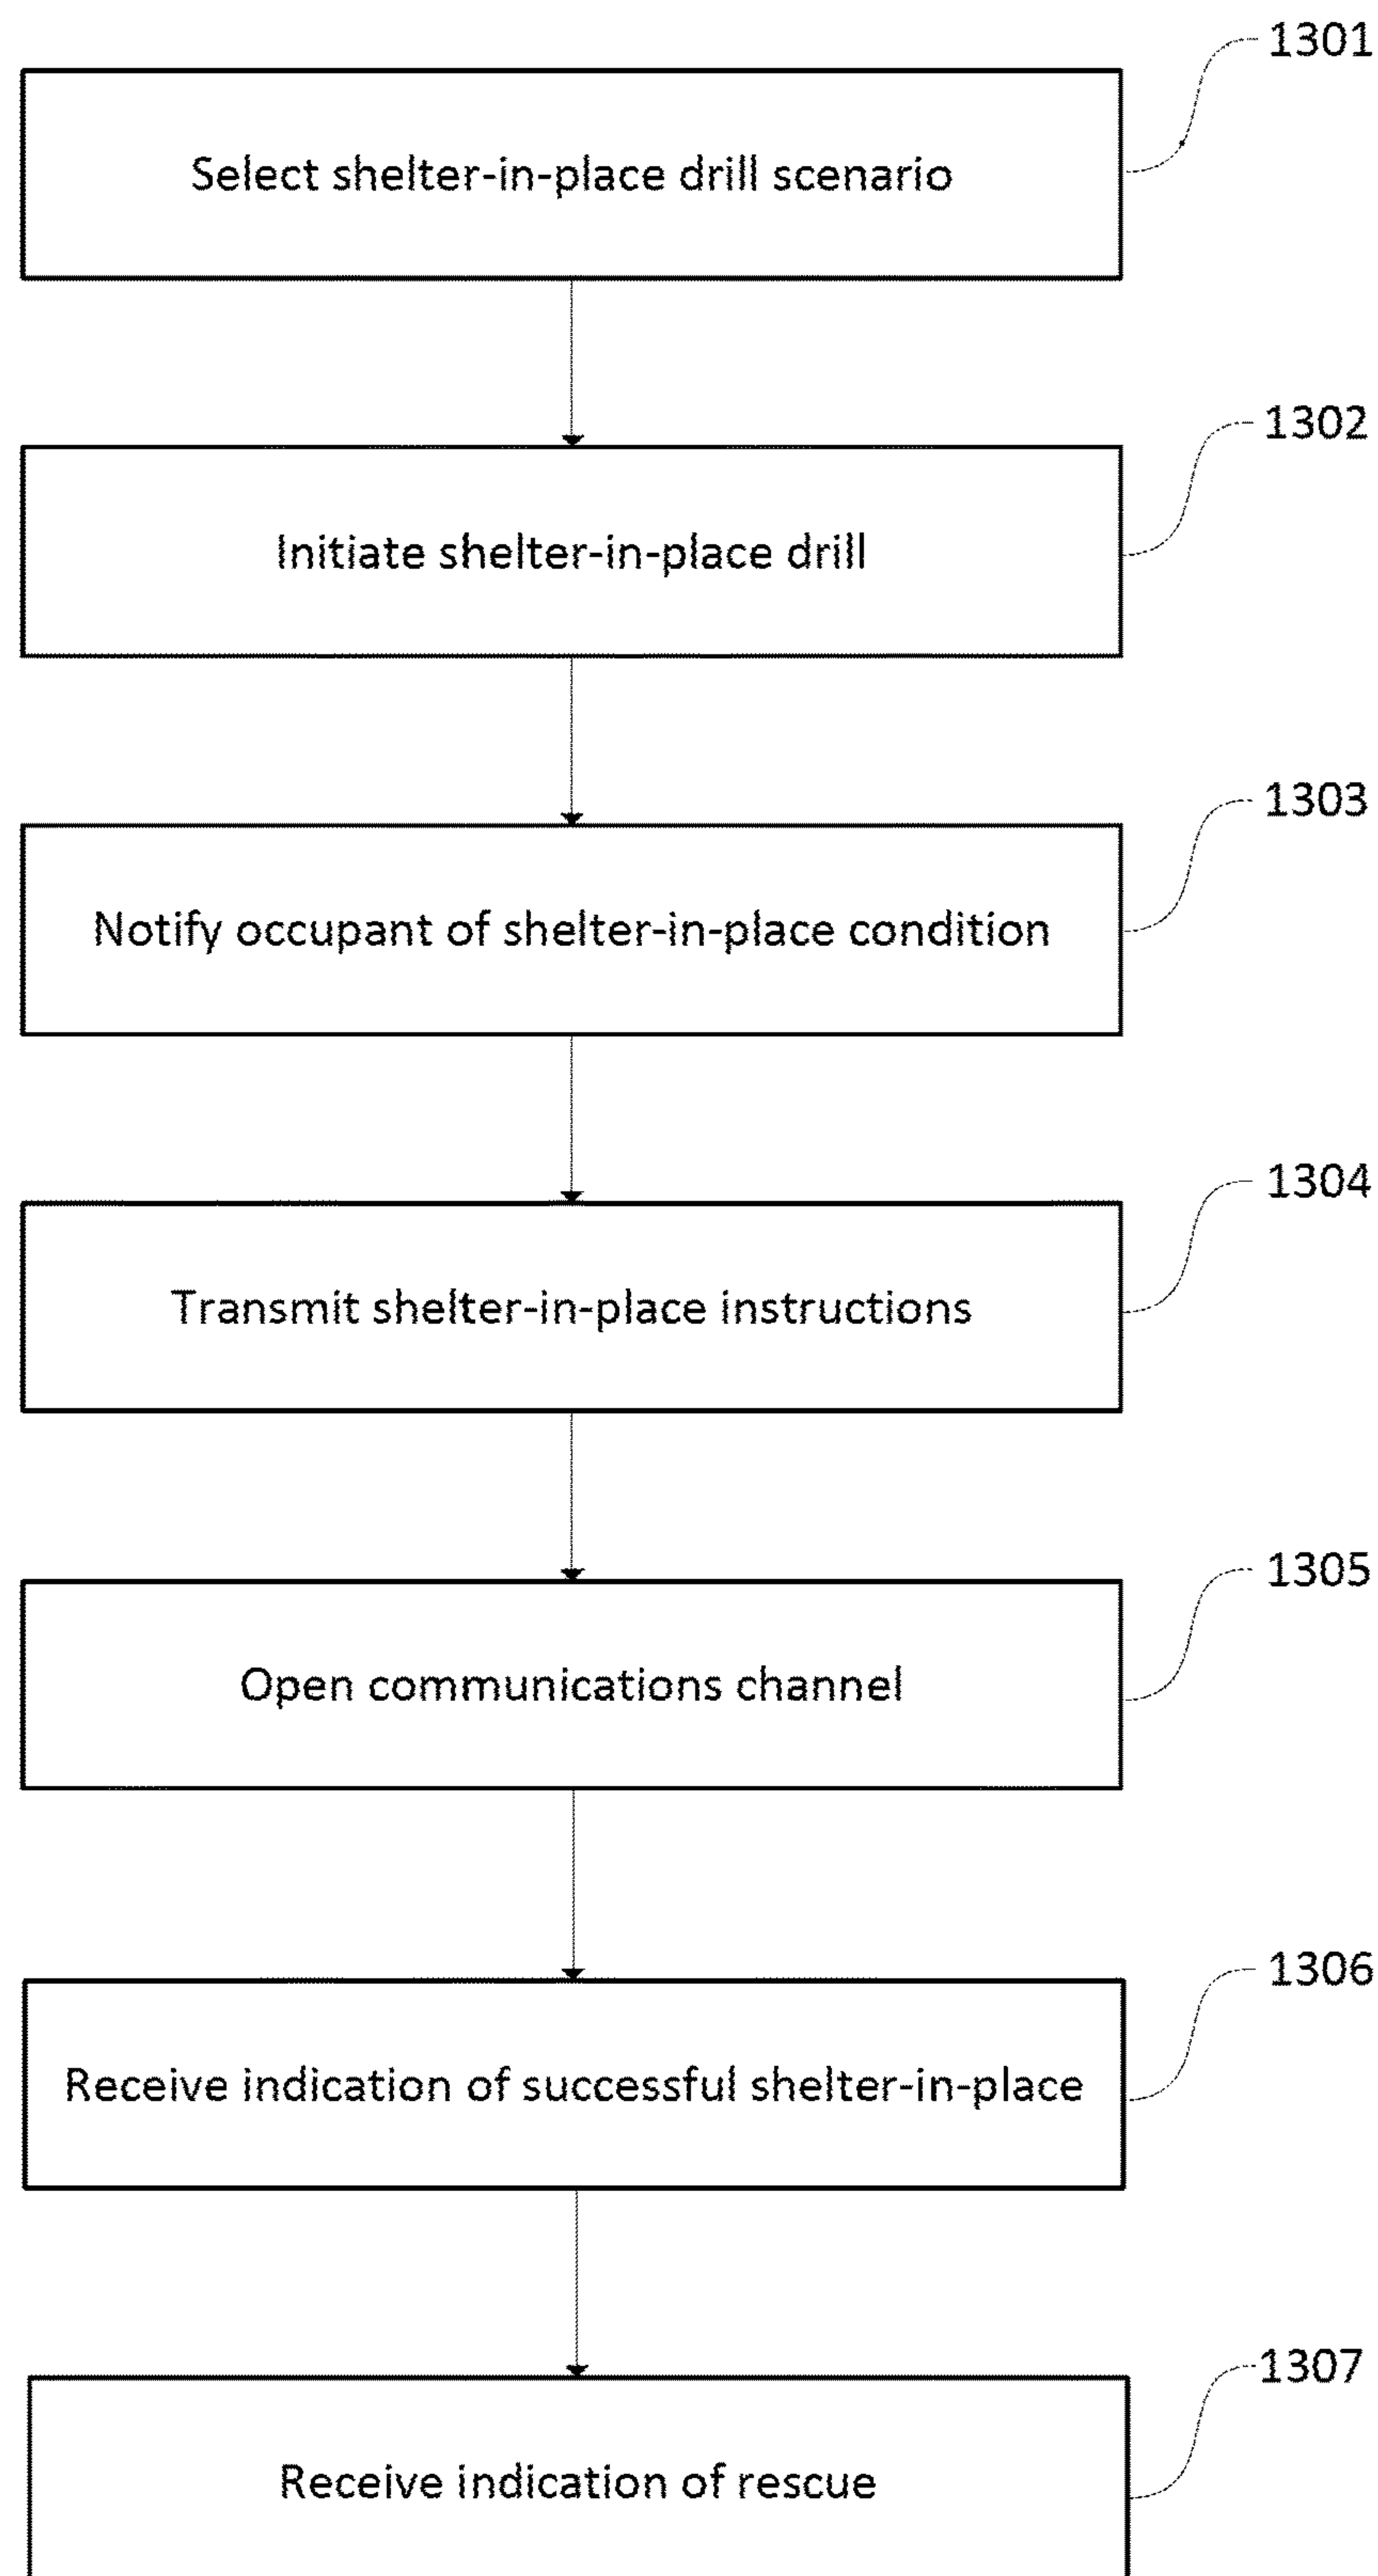 1301
Select shelter-in-place drill scenario
1302
Initiate shelter-in-place drill
1303
Notify occupant of shelter-in-place condition
1304
Transmit shelter-in-place instructions
1305
Open communications channel
1306
Receive indication of successful shelter-in-place
1307
Receive indication of rescue